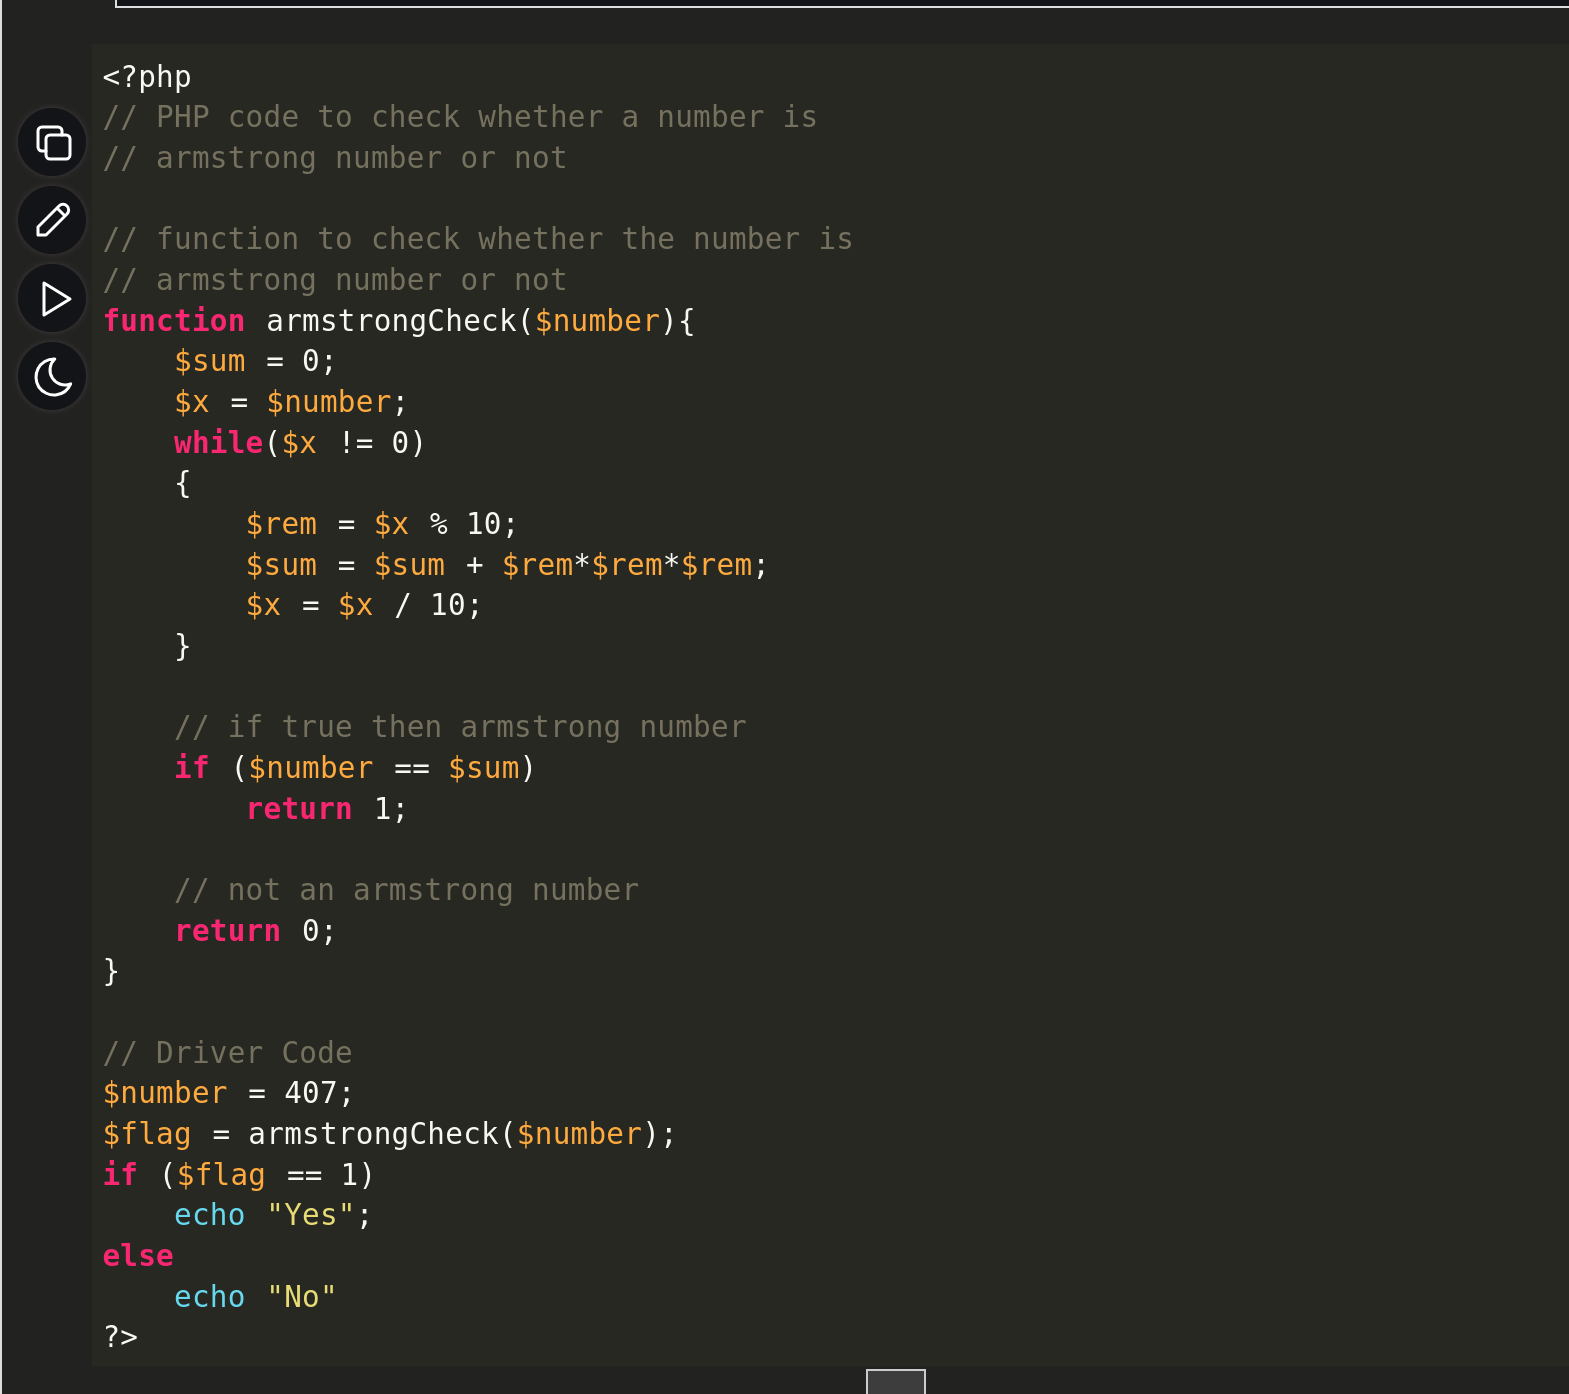 <?php
// PHP code to check whether a number is
// armstrong number or not

// function to check whether the number is
// armstrong number or not
function armstrongCheck($number){
    $sum = 0;
    $x = $number;
    while($x != 0)
    {
        $rem = $x % 10;
        $sum = $sum + $rem*$rem*$rem;
        $x = $x / 10;
    }

    // if true then armstrong number
    if ($number == $sum)
        return 1;

    // not an armstrong number
    return 0;
}

// Driver Code
$number = 407;
$flag = armstrongCheck($number);
if ($flag == 1)
    echo "Yes";
else
    echo "No"
?>